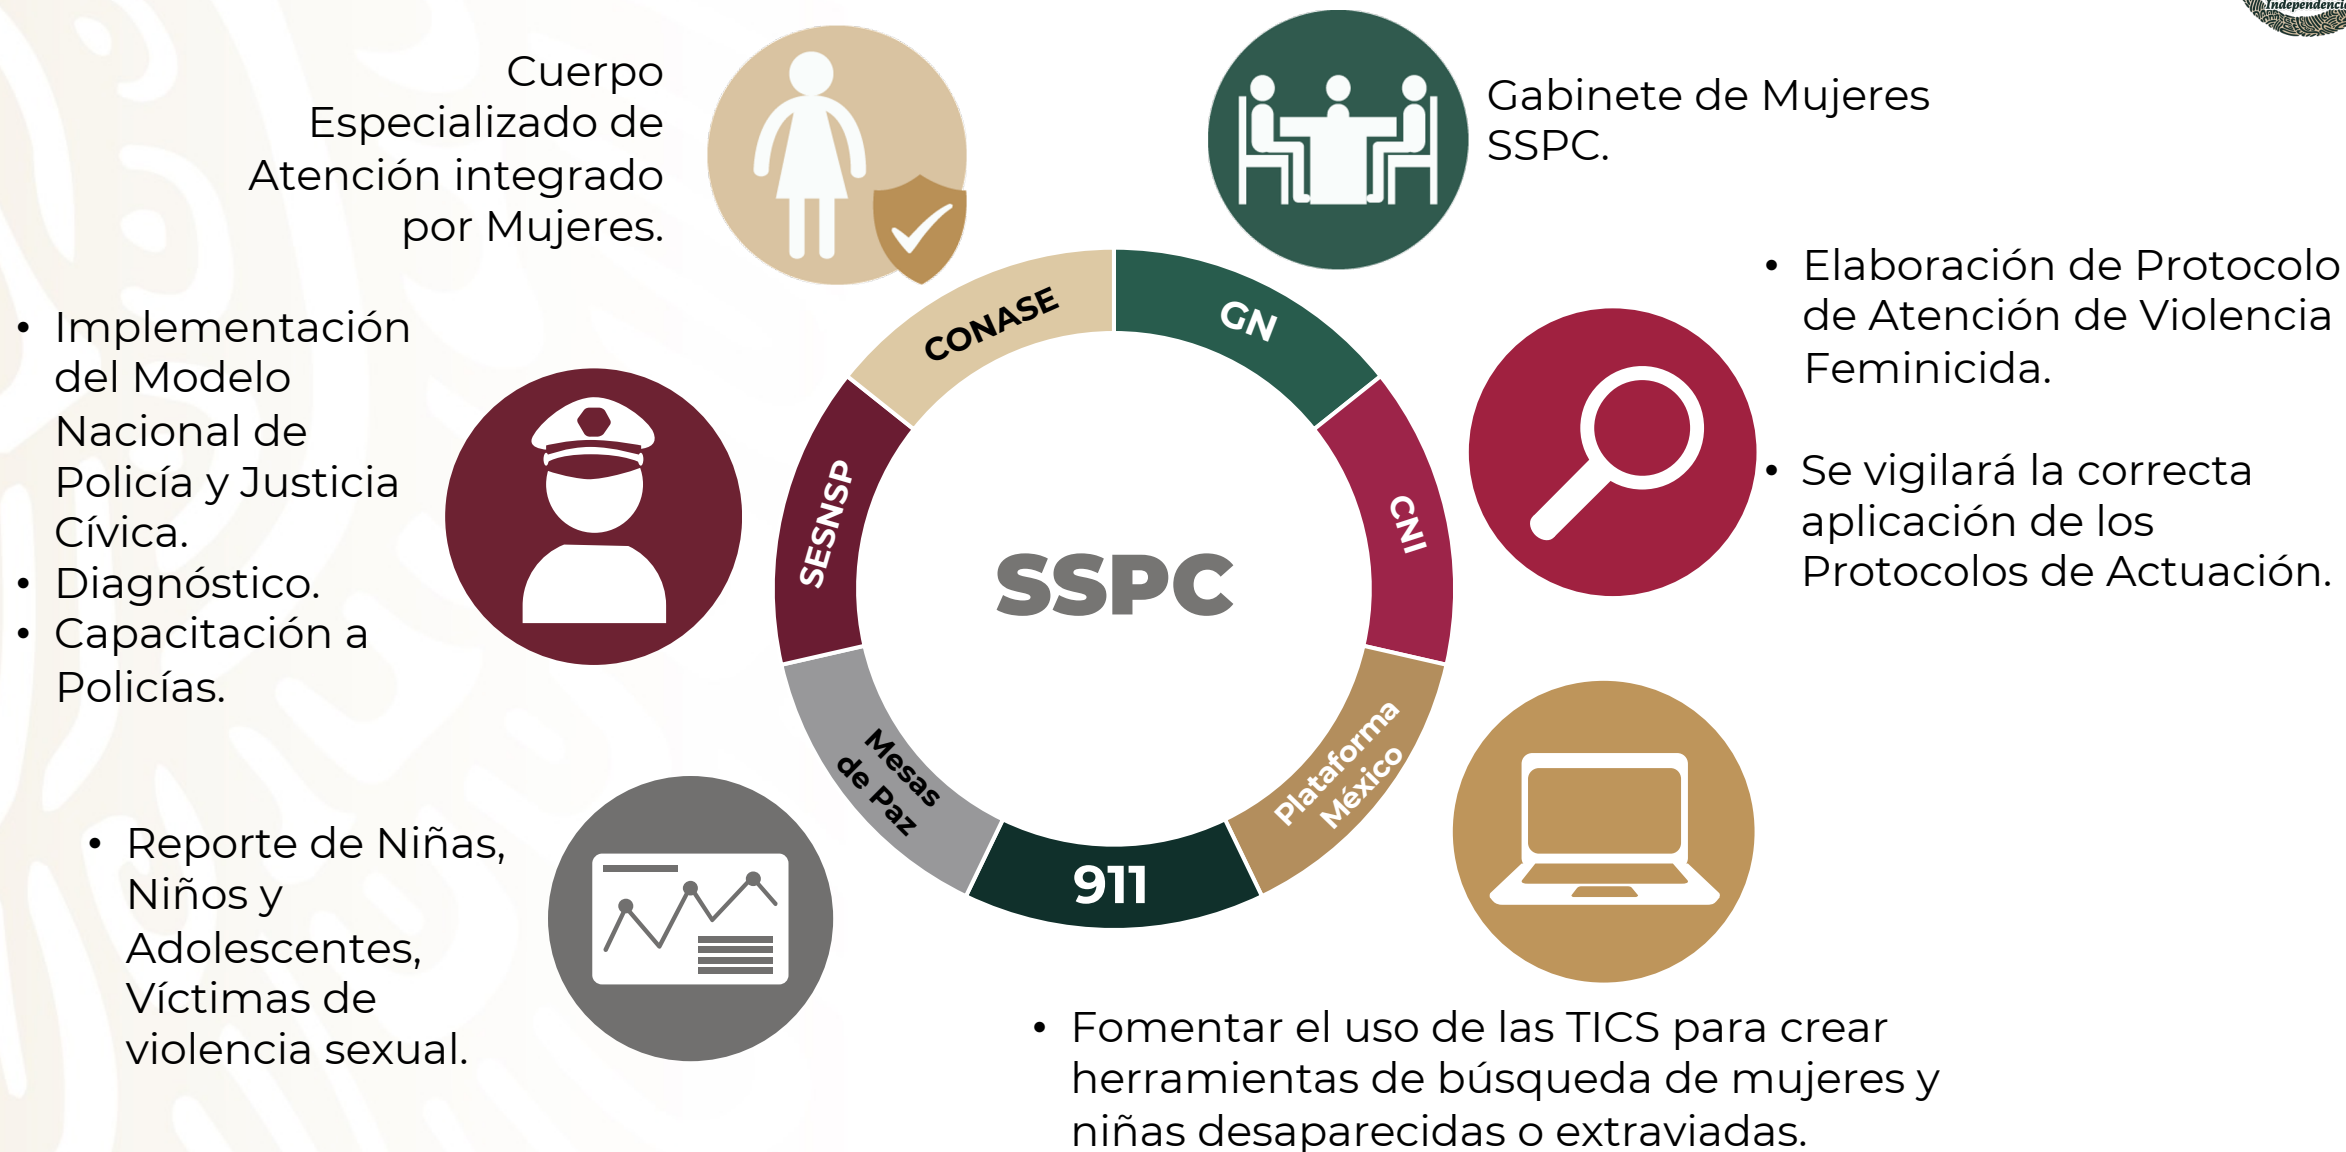 Independencia
Cuerpo
Especializado de
Atención integrado
por Mujeres.
Gabinete de Mujeres
SSPC.
• Elaboración de Protocolo
de Atención de Violencia
Feminicida.
• Se vigilará la correcta
aplicación de los
Protocolos de Actuación.
• Implementación
del Modelo
Nacional de
Policía y Justicia
Cívica.
• Diagnóstico.
• Capacitación a
Policías.
CONASE
GN
SESNSP
CNI
SSPC
Mesas
de Paz
Plataforma
México
911
• Reporte de Niñas,
Niños y
Adolescentes,
Víctimas de
violencia sexual.
• Fomentar el uso de las TICS para crear
herramientas de búsqueda de mujeres y
niñas desaparecidas o extraviadas.